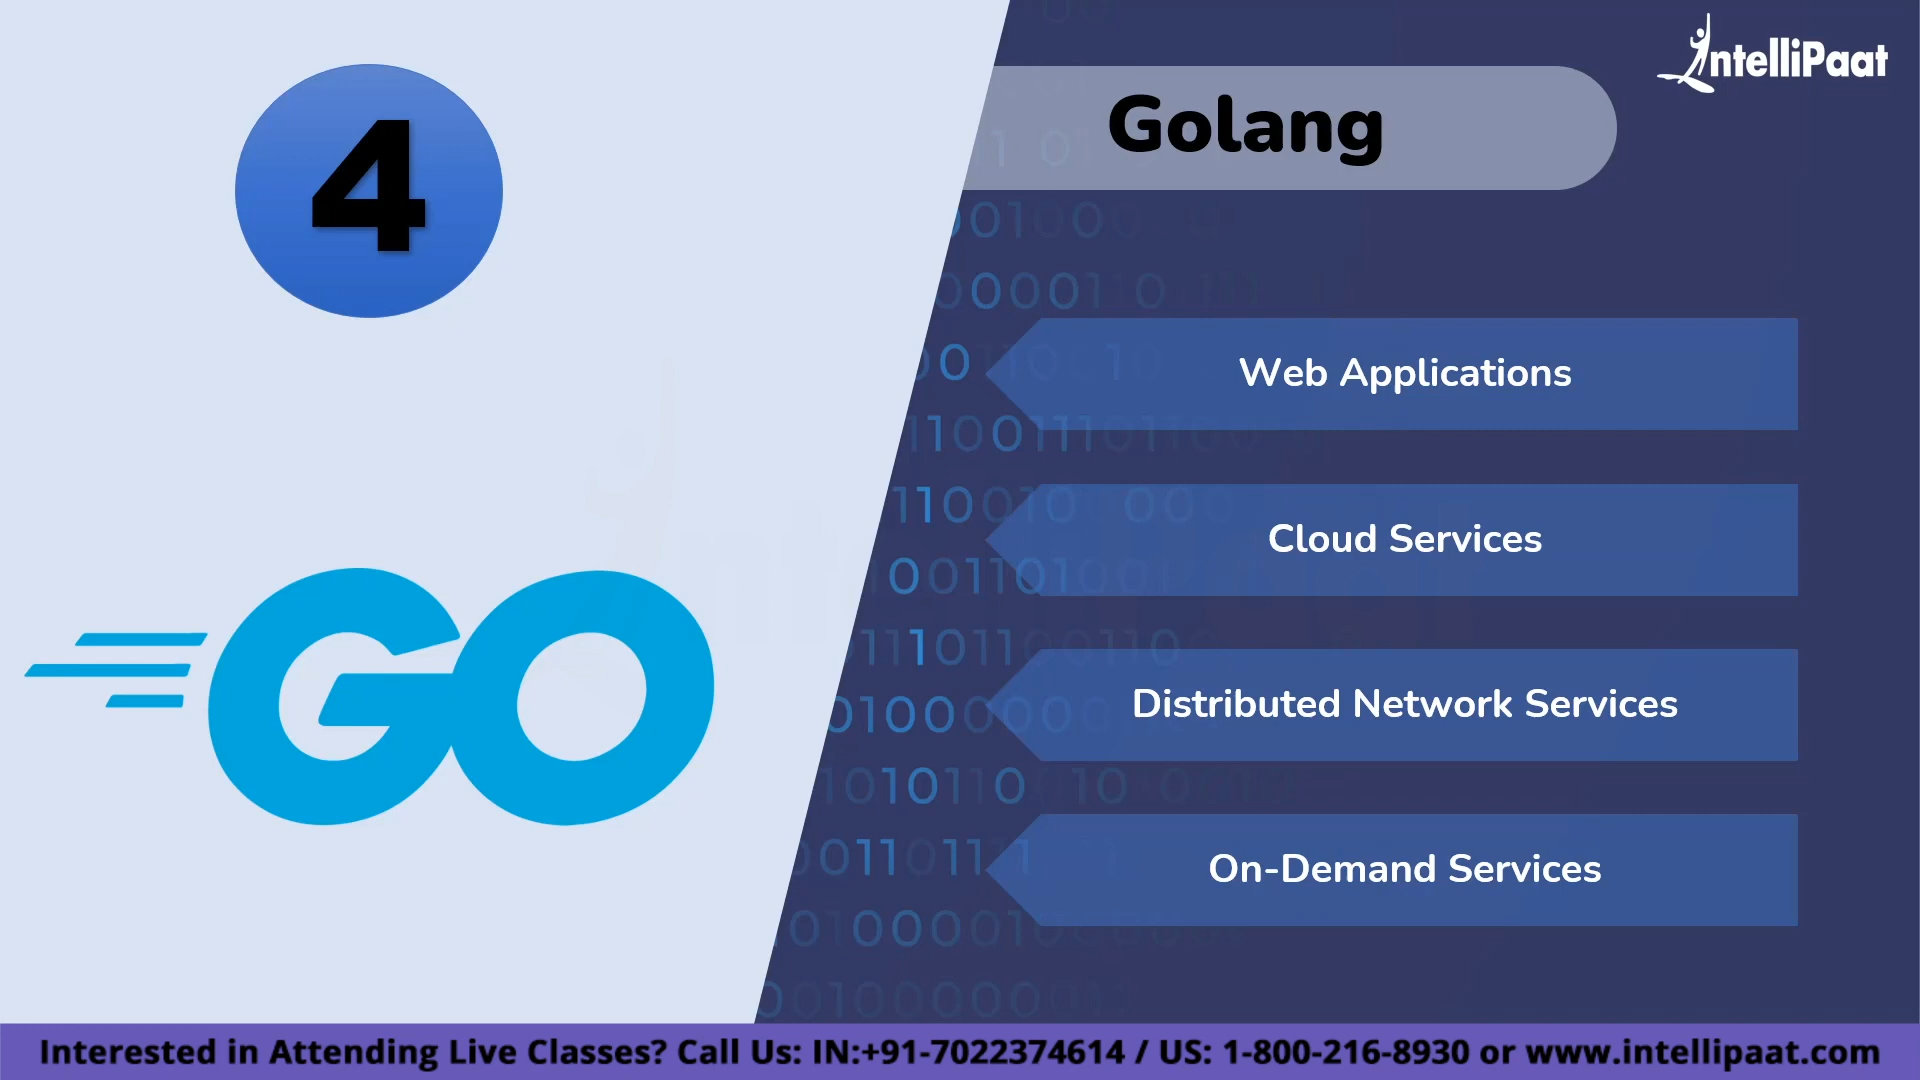 4
IntelliPaat
Golang
Web Applications
Cloud Services
GO
Distributed Network Services
On-Demand Services
Interested in Attending Live Classes? Call Us: IN:+91-7022374614 / US: 1-800-216-8930 or www.intellipaat.com